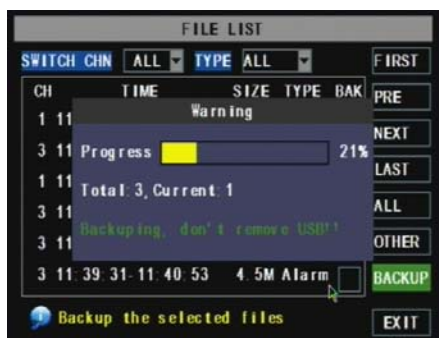 FILE LIST
SWITCH CHN ALL TYPE ALL FIRST
CH TIME SIZE TYPE BAK PRE
Warning
1 11
NEXT
3 11 Progress 21%
LAST
1 11
Total: 3, Current: 1
3 11 ALL
Backuping, don't remove USB!!
3 11 OTHER
3 11:39:31-11:40:53 4.5M Alarm BACKUP
Backup the selected files EXIT